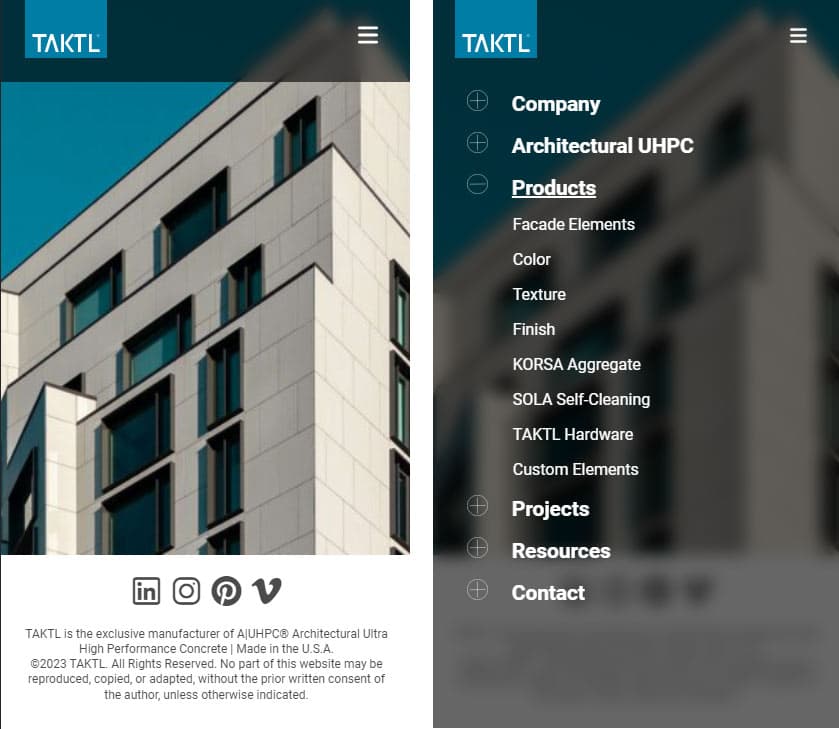 TAKTL
TAKTL is the exclusive manufacturer of A|UHPC® Architectural Ultra
High Performance Concrete | Made in the U.S.A.
©2023 TAKTL. All Rights Reserved. No part of this website may be
reproduced, copied, or adapted, without the prior written consent of
the author, unless otherwise indicated.
TAKTL
Company
Architectural UHPC
Products
Facade Elements
Color
Texture
Finish
KORSA Aggregate
SOLA Self-Cleaning
TAKTL Hardware
Custom Elements
Projects
Resources
Contact